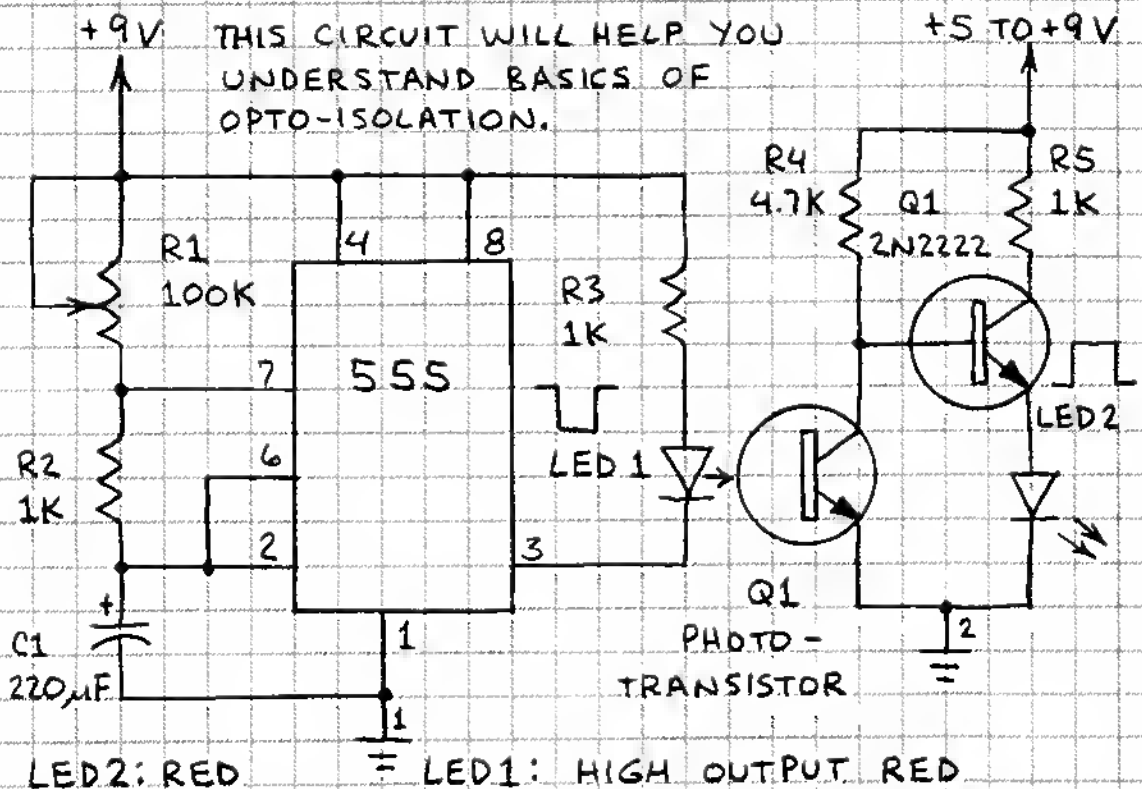 +9V
THIS CIRCUIT WILL HELP YOU
UNDERSTAND BASICS OF
OPTO-ISOLATION.
+5 TO +9V
R4
4.7K
Q1
2N2222
R5
1K
R1
100K
4
8
R3
1K
7
555
LED 1
LED2
R2
1K
6
2
3
C1
220µF
1
1
Q1
PHOTO-
TRANSISTOR
2
LED2: RED
LED1: HIGH OUTPUT RED